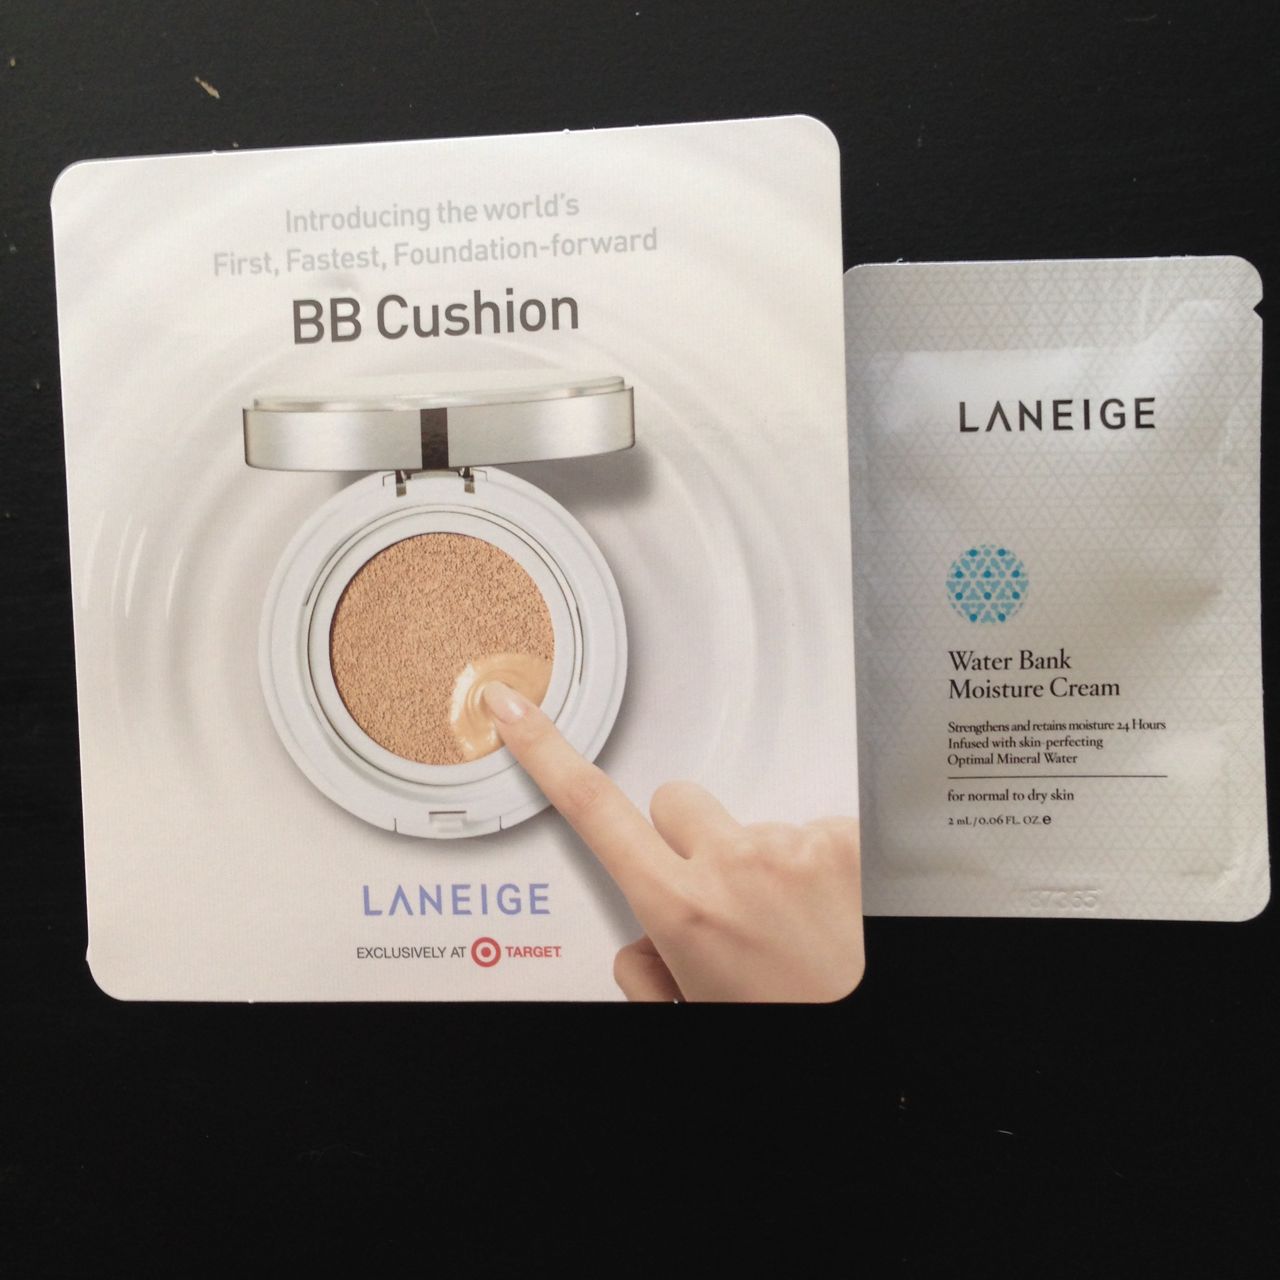 Introducing the world's
First, Fastest, Foundation-forward
BB Cushion
LANEIGE
EXCLUSIVELY AT TARGET
LANEIGE
Water Bank
Moisture Cream
Strengthens and retains moisture 24 Hours
Infused with skin-perfecting
Optimal Mineral Water
for normal to dry skin
2 mL / 0.06 FL. OZ. e